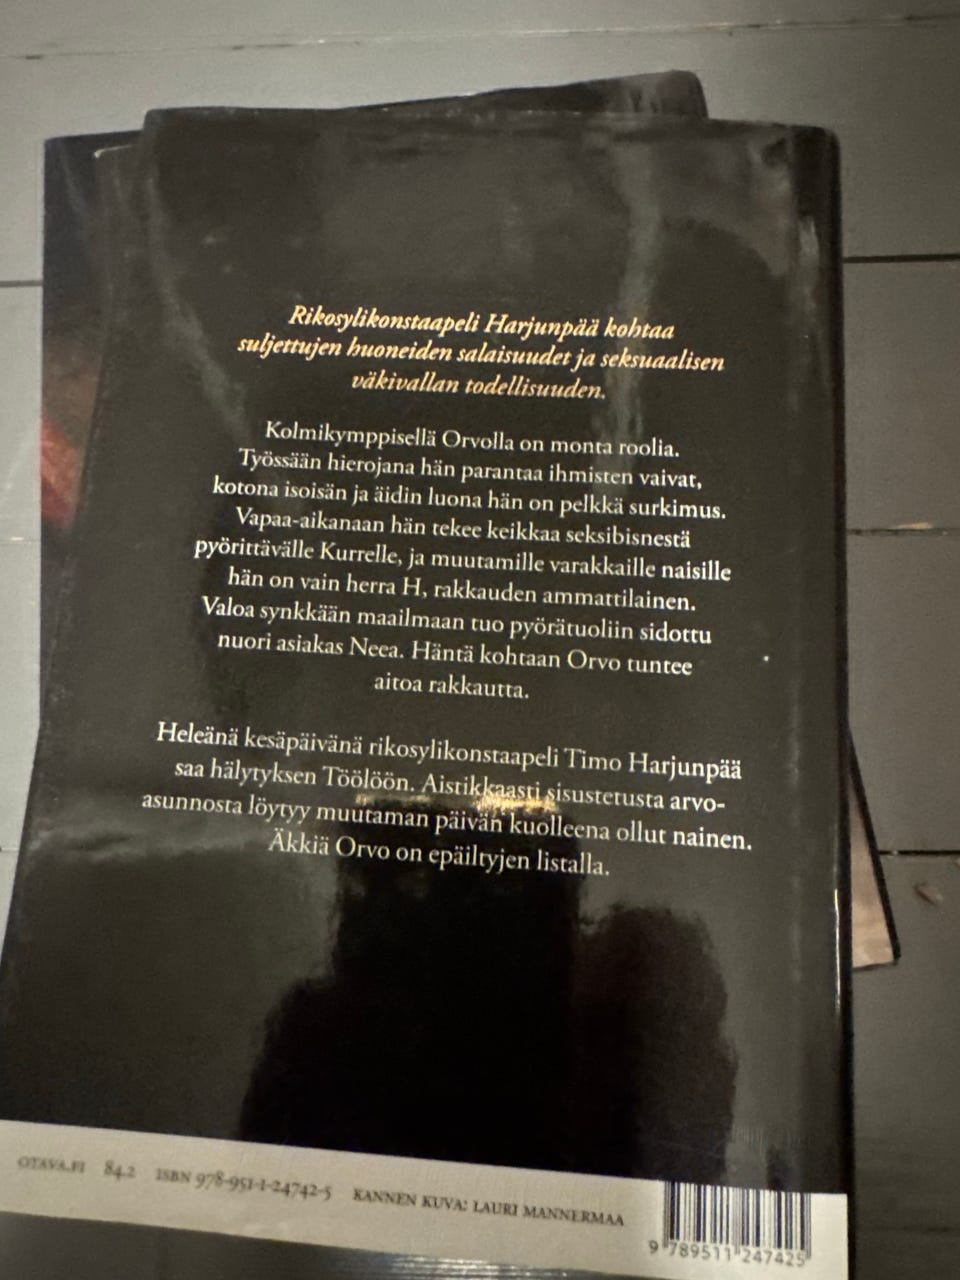 Rikosylikonstaapeli Harjunpää kohtaa
suljettujen huoneiden salaisuudet ja seksuaalisen
väkivallan todellisuuden.
Kolmikymppisellä Orvolla on monta roolia.
Työssään hierojana hän parantaa ihmisten vaivat,
kotona isoisän ja äidin luona hän on pelkkä surkimus.
Vapaa-aikanaan hän tekee keikkaa seksibisnestä
pyörittävälle Kurrelle, ja muutamille varakkaille naisille
hän on vain herra H, rakkauden ammattilainen.
Valoa synkkään maailmaan tuo pyörätuoliin sidottu
nuori asiakas Neea. Häntä kohtaan Orvo tuntee
aitoa rakkautta.
Heleänä kesäpäivänä rikosylikonstaapeli Timo Harjunpää
saa hälytyksen Töölöön. Aistikkaasti sisustetusta arvo-
asunnosta löytyy muutaman päivän kuolleena ollut nainen.
Äkkiä Orvo on epäiltyjen listalla.
OTAVA.FI 84.2 ISBN 978-951-1-24742-5 KANNEN KUVA: LAURI MANNERMAA
9 789511 247425